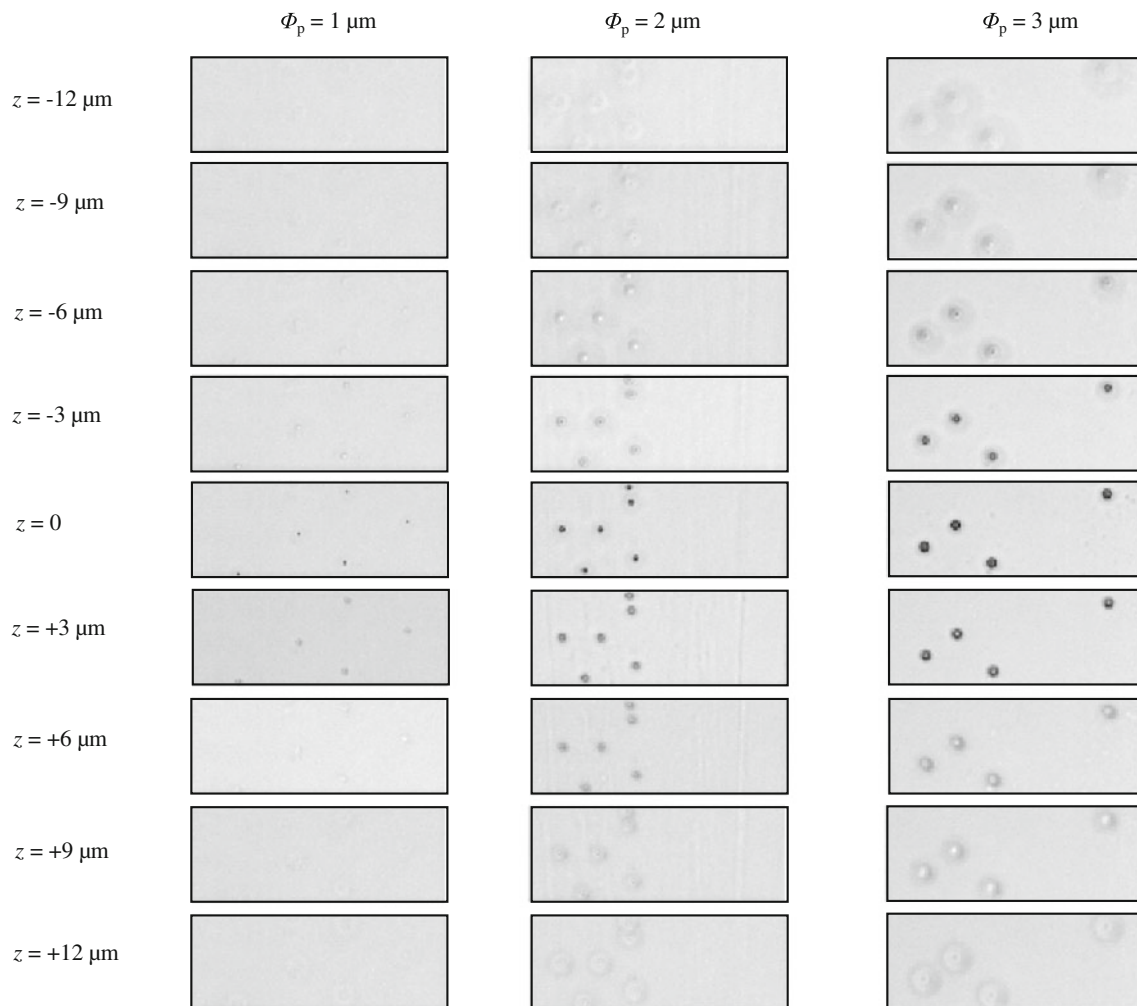 Φp = 1 µm Φp = 2 µm Φp = 3 µm
z = -12 µm
z = -9 µm
z = -6 µm
z = -3 µm
z = 0
z = +3 µm
z = +6 µm
z = +9 µm
z = +12 µm